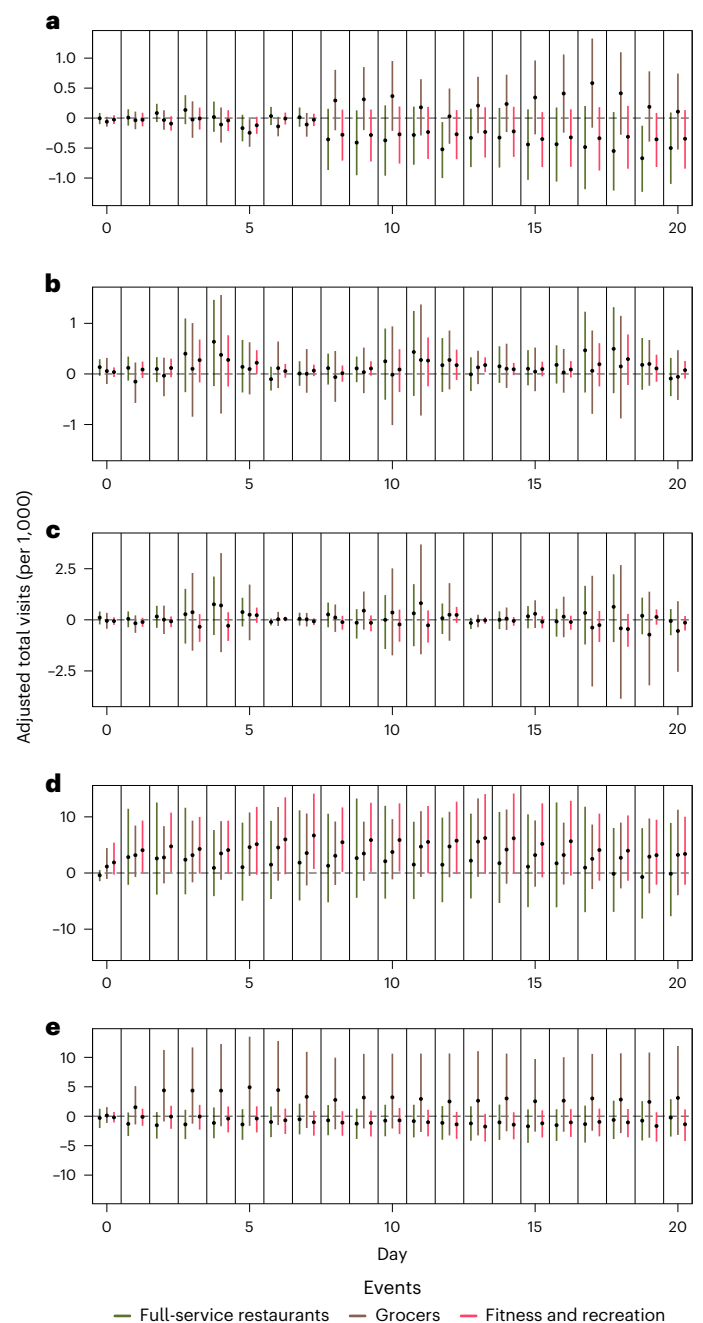 a
1.0
0.5
0
−0.5
−1.0
0 5 10 15 20
b
1
0
−1
0 5 10 15 20
c
2.5
0
−2.5
0 5 10 15 20
d
10
0
−10
0 5 10 15 20
e
10
5
0
−5
−10
0 5 10 15 20
Adjusted total visits (per 1,000)
Day
Events
Full-service restaurants Grocers Fitness and recreation